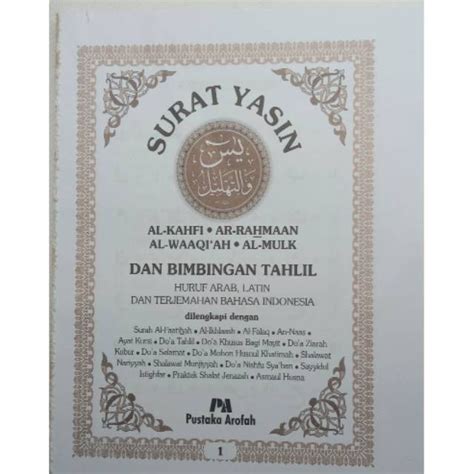 SURAT YASIN
يس
والتهليل
AL-KAHFI • AR-RAHMAAN
AL-WAAQI'AH • AL-MULK
DAN BIMBINGAN TAHLIL
HURUF ARAB, LATIN
DAN TERJEMAHAN BAHASA INDONESIA
dilengkapi dengan
Surah Al-Faatihah • Al-Ikhlaash • Al Falaq • An-Naas •
Ayat Kursi • Do'a Tahlil • Do'a Khusus Bagi Mayit • Do'a Ziarah
Kubur • Do'a Selamat • Do'a Mohon Husnul Khatimah • Shalawat
Nariyyah • Shalawat Munjiyyah • Do'a Nishfu Sya'ban • Sayyidul
Istighfar • Praktek Shalat Jenazah • Asmaul Husna
PA
Pustaka Arofah
1